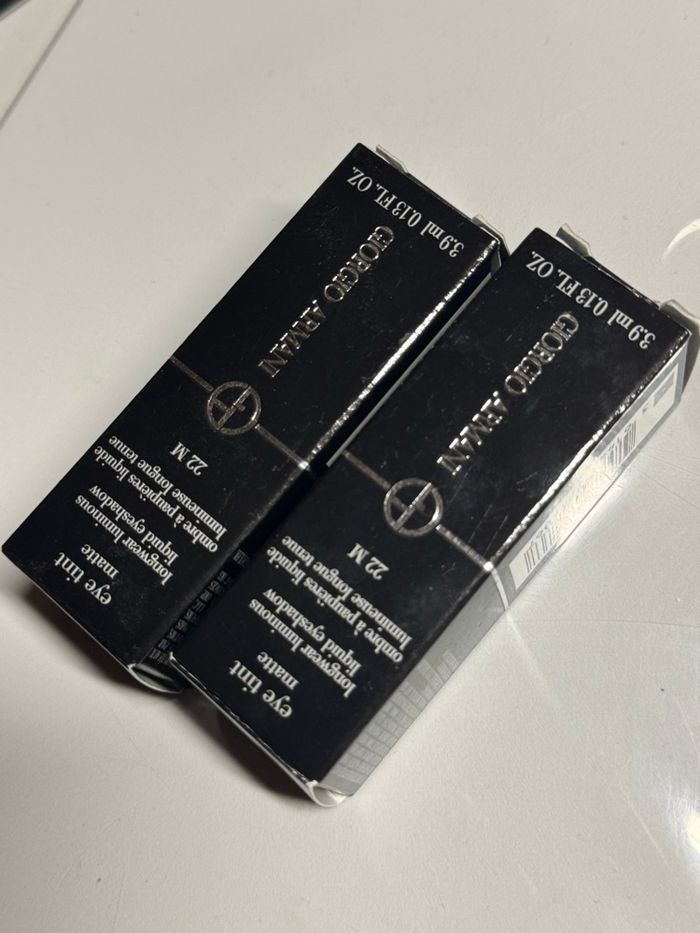 eye tint
matte
longwear luminous
liquid eyeshadow
ombre à paupières liquide
lumineuse longue tenue
22 M
GIORGIO ARMANI
3.9 ml 0.13 FL. OZ.
eye tint
matte
longwear luminous
liquid eyeshadow
ombre à paupières liquide
lumineuse longue tenue
22 M
GIORGIO ARMANI
3.9 ml 0.13 FL. OZ.